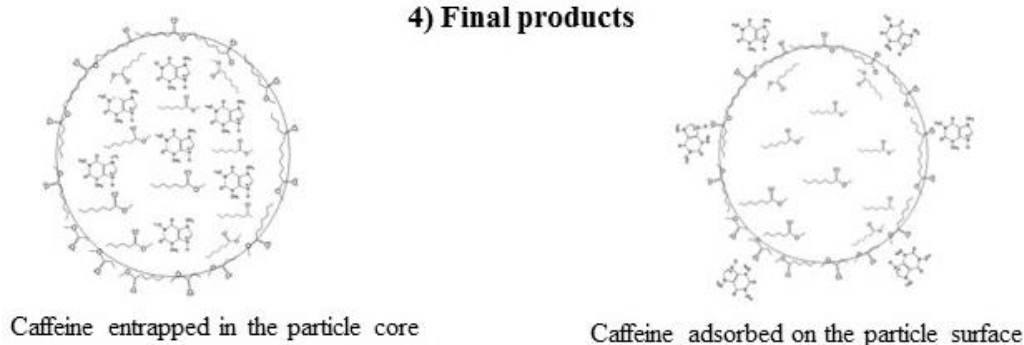 4) Final products
Caffeine entrapped in the particle core
Caffeine adsorbed on the particle surface